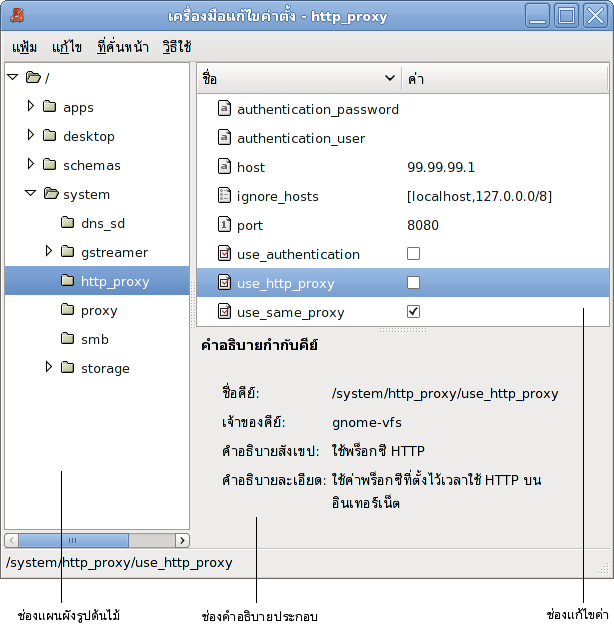 เครื่องมือแก้ไขค่าตั้ง - http_proxy
แฟ้ม แก้ไข ที่คั่นหน้า วิธีใช้
/
apps
desktop
schemas
system
dns_sd
gstreamer
http_proxy
proxy
smb
storage
ชื่อ ค่า
authentication_password
authentication_user
host 99.99.99.1
ignore_hosts [localhost,127.0.0.0/8]
port 8080
use_authentication
use_http_proxy
use_same_proxy
คำอธิบายกำกับคีย์
ชื่อคีย์: /system/http_proxy/use_http_proxy
เจ้าของคีย์: gnome-vfs
คำอธิบายสังเขป: ใช้พร็อกซี HTTP
คำอธิบายละเอียด: ใช้ค่าพร็อกซีที่ตั้งไว้เวลาใช้ HTTP บน
อินเทอร์เน็ต
/system/http_proxy/use_http_proxy
ช่องแผนผังรูปต้นไม้ ช่องคำอธิบายประกอบ ช่องแก้ไขค่า